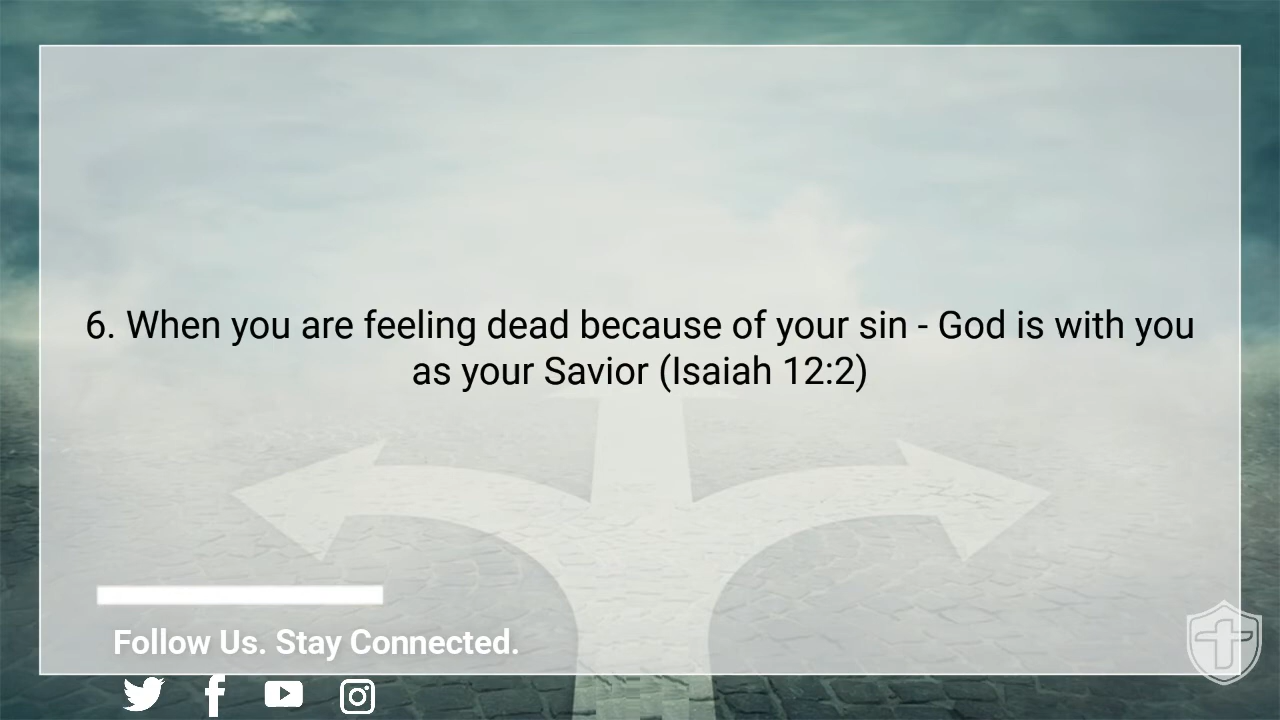 6. When you are feeling dead because of your sin - God is with you
as your Savior (Isaiah 12:2)
Follow Us. Stay Connected.